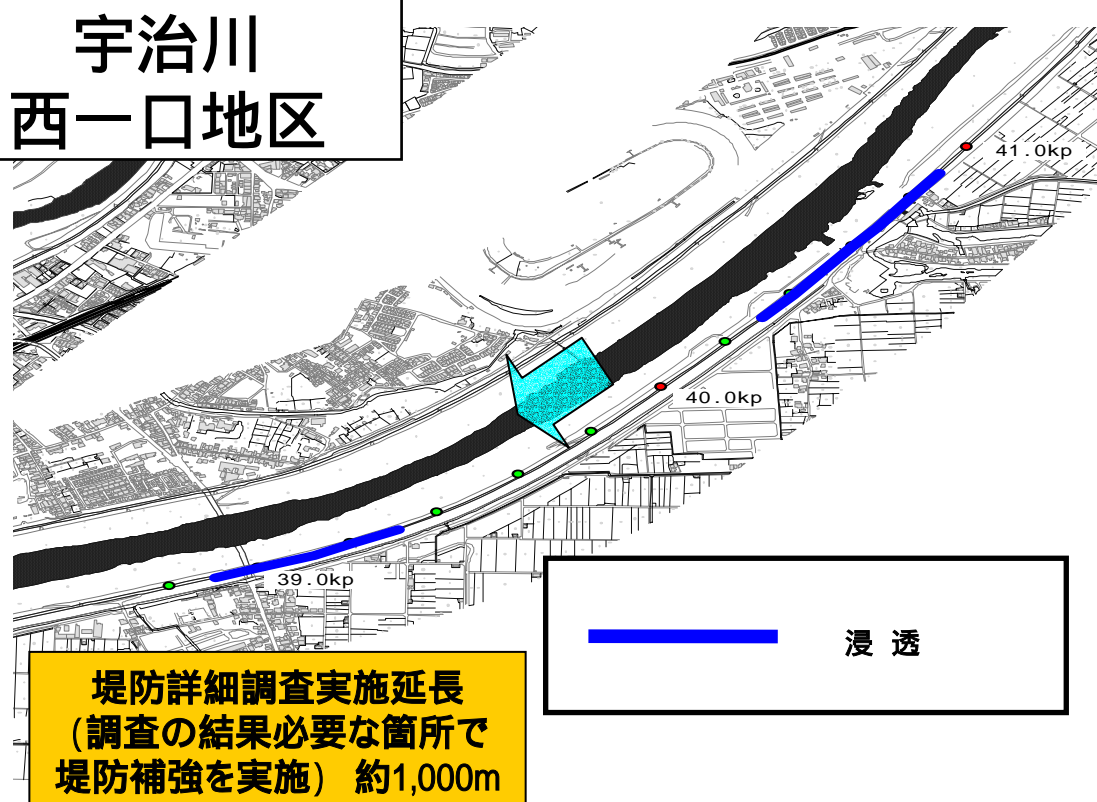 宇治川
西一口地区
41.0kp
40.0kp
39.0kp
浸透
堤防詳細調査実施延長
(調査の結果必要な箇所で
堤防補強を実施) 約1,000m